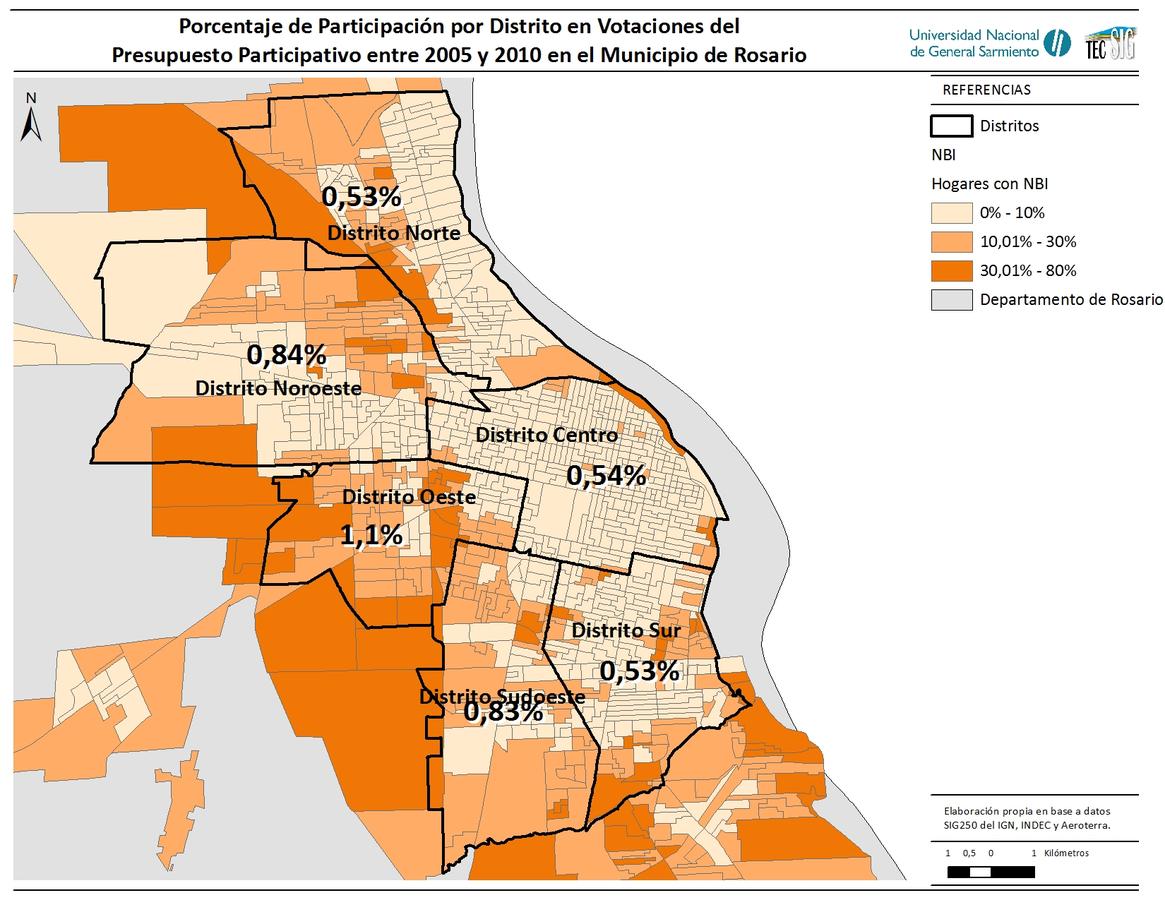 Porcentaje de Participación por Distrito en Votaciones del
Presupuesto Participativo entre 2005 y 2010 en el Municipio de Rosario
Universidad Nacional
de General Sarmiento
TEC SIG
N
REFERENCIAS
Distritos
NBI
Hogares con NBI
0% - 10%
10,01% - 30%
30,01% - 80%
Departamento de Rosario
0,53%
Distrito Norte
0,84%
Distrito Noroeste
Distrito Centro
0,54%
Distrito Oeste
1,1%
Distrito Sur
0,53%
Distrito Sudoeste
0,83%
Elaboración propia en base a datos
SIG250 del IGN, INDEC y Aeroterra.
1 0,5 0 1 Kilómetros